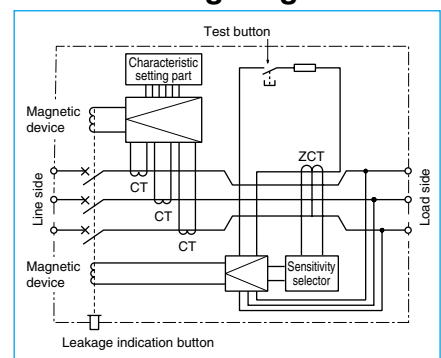 Test button
Characteristic
setting part
Magnetic
device
ZCT
CT
CT
CT
Line side
Load side
Magnetic
device
Sensitivity
selector
Leakage indication button